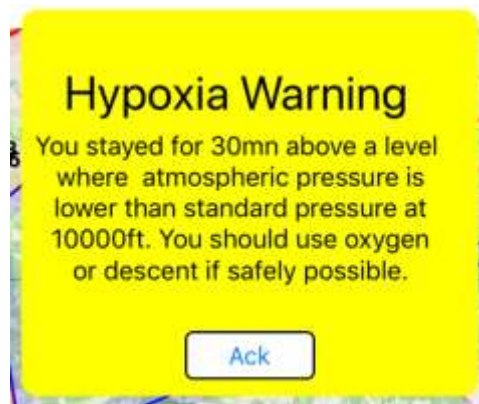 Hypoxia Warning
You stayed for 30mn above a level
where atmospheric pressure is
lower than standard pressure at
10000ft. You should use oxygen
or descent if safely possible.
Ack